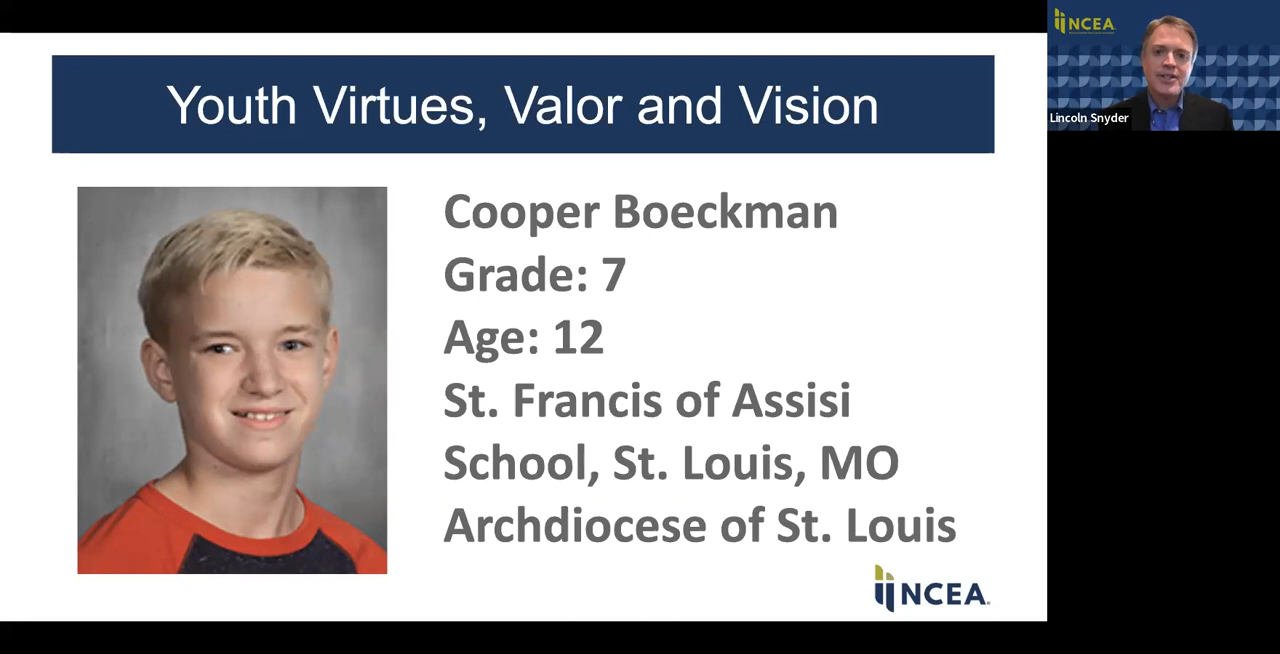 Youth Virtues, Valor and Vision
Cooper Boeckman
Grade: 7
Age: 12
St. Francis of Assisi
School, St. Louis, MO
Archdiocese of St. Louis
NCEA
NCEA
Lincoln Snyder